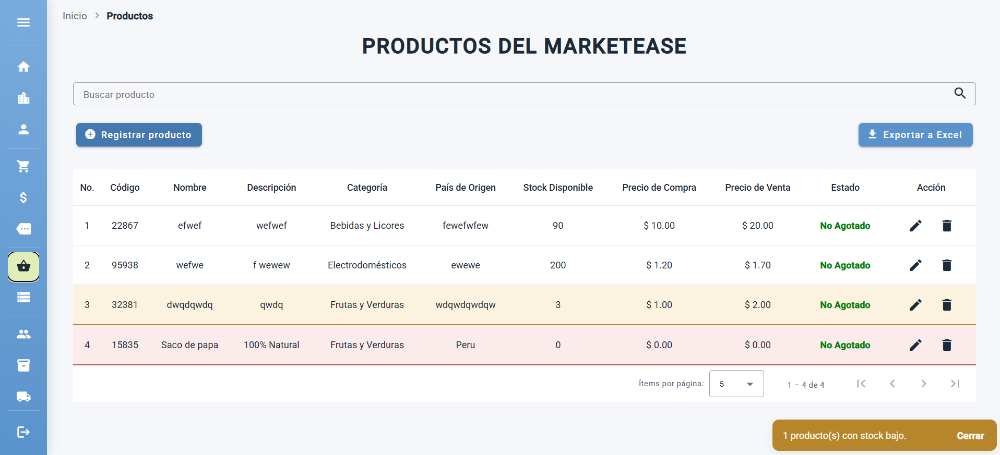 Inicio > Productos
PRODUCTOS DEL MARKETEASE
Buscar producto
Registrar producto
Exportar a Excel
No. Código Nombre Descripción Categoría País de Origen Stock Disponible Precio de Compra Precio de Venta Estado Acción
1 22867 efwef wefwef Bebidas y Licores fewefwfew 90 $ 10.00 $ 20.00 No Agotado
2 95938 wefwe f wewew Electrodomésticos ewewe 200 $ 1.20 $ 1.70 No Agotado
3 32381 dwqdqwdq qwdq Frutas y Verduras wdqwdqwdqw 3 $ 1.00 $ 2.00 No Agotado
4 15835 Saco de papa 100% Natural Frutas y Verduras Peru 0 $ 0.00 $ 0.00 No Agotado
Ítems por página: 5 1 – 4 de 4
1 producto(s) con stock bajo. Cerrar